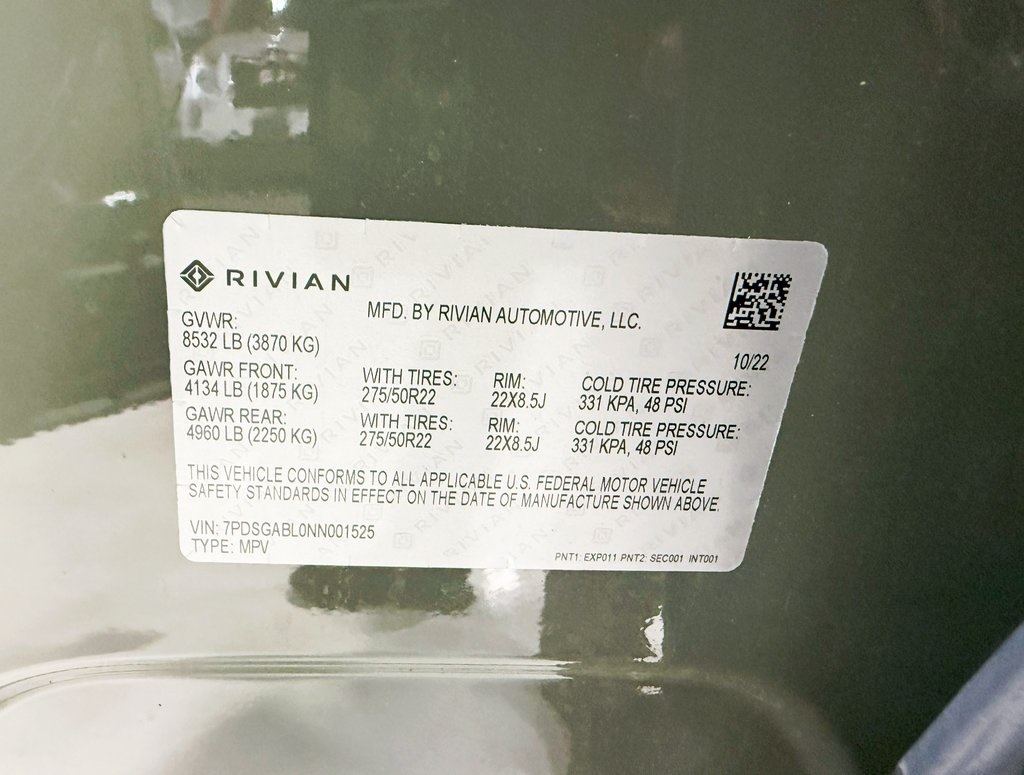 RIVIAN
MFD. BY RIVIAN AUTOMOTIVE, LLC.
GVWR:
8532 LB (3870 KG)
10/22
GAWR FRONT: WITH TIRES: RIM: COLD TIRE PRESSURE:
4134 LB (1875 KG) 275/50R22 22X8.5J 331 KPA, 48 PSI
GAWR REAR: WITH TIRES: RIM: COLD TIRE PRESSURE:
4960 LB (2250 KG) 275/50R22 22X8.5J 331 KPA, 48 PSI
THIS VEHICLE CONFORMS TO ALL APPLICABLE U.S. FEDERAL MOTOR VEHICLE
SAFETY STANDARDS IN EFFECT ON THE DATE OF MANUFACTURE SHOWN ABOVE.
VIN: 7PDSGABL0NN001525
TYPE: MPV
PNT1: EXP011 PNT2: SEC001 INT001